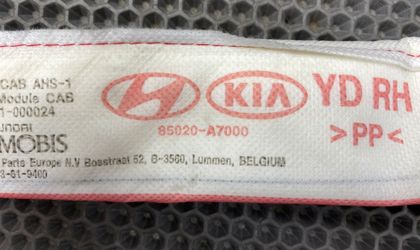 CAB AHS-1
Module CAB
1-000024
MOBIS
KIA
85020-A7000
YD RH
>PP<
Parts Europe N.V Bosstraat 52, B-3560, Lummen, BELGIUM